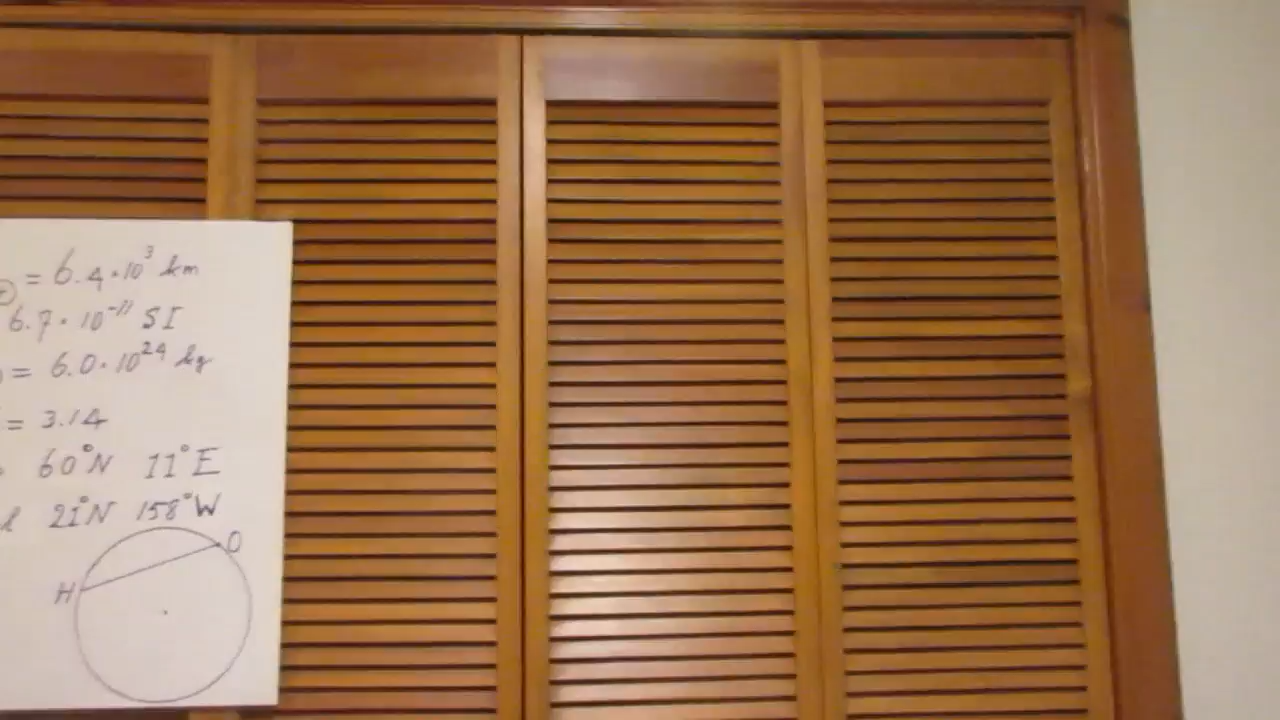 = 6.4 · 10³ km
6.7 · 10⁻¹¹ SI
= 6.0 · 10²⁴ kg
= 3.14
60°N 11°E
21°N 158°W
O
H